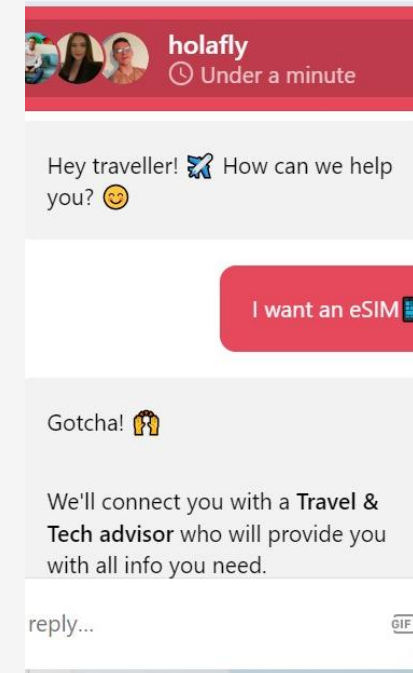 holafly
Under a minute
Hey traveller! ✈️ How can we help
you? 😊
I want an eSIM
Gotcha! 🙌
We'll connect you with a Travel &
Tech advisor who will provide you
with all info you need.
reply...
GIF